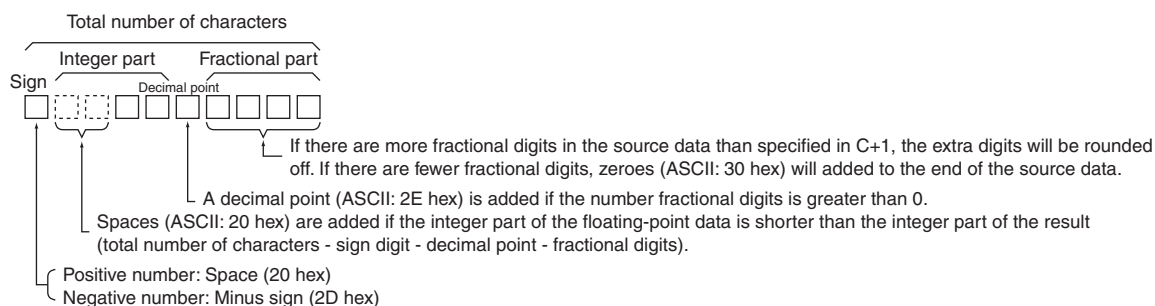 Total number of characters
Integer part Fractional part
Sign
Decimal point
If there are more fractional digits in the source data than specified in C+1, the extra digits will be rounded
off. If there are fewer fractional digits, zeroes (ASCII: 30 hex) will added to the end of the source data.
A decimal point (ASCII: 2E hex) is added if the number fractional digits is greater than 0.
Spaces (ASCII: 20 hex) are added if the integer part of the floating-point data is shorter than the integer part of the result
(total number of characters - sign digit - decimal point - fractional digits).
Positive number: Space (20 hex)
Negative number: Minus sign (2D hex)